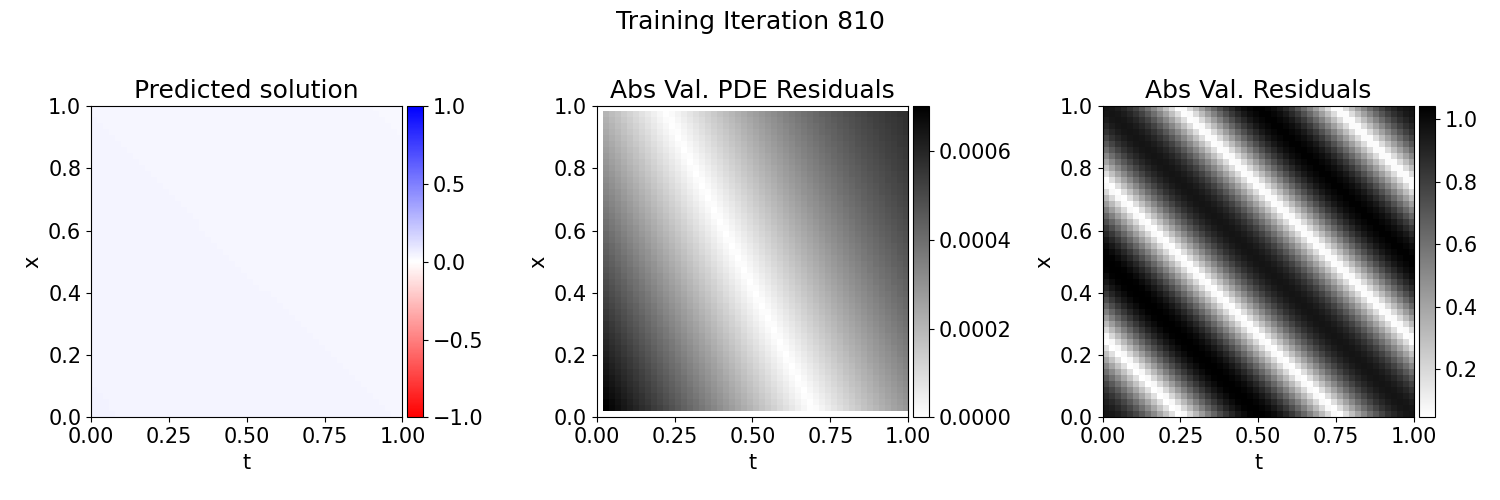 Training Iteration 810
Predicted solution
1.0
0.8
0.6
0.4
0.2
0.0
x
0.00 0.25 0.50 0.75 1.00
t
1.0
0.5
0.0
−0.5
−1.0
Abs Val. PDE Residuals
1.0
0.8
0.6
0.4
0.2
0.0
x
0.00 0.25 0.50 0.75 1.00
t
0.0006
0.0004
0.0002
0.0000
Abs Val. Residuals
1.0
0.8
0.6
0.4
0.2
0.0
x
0.00 0.25 0.50 0.75 1.00
t
1.0
0.8
0.6
0.4
0.2